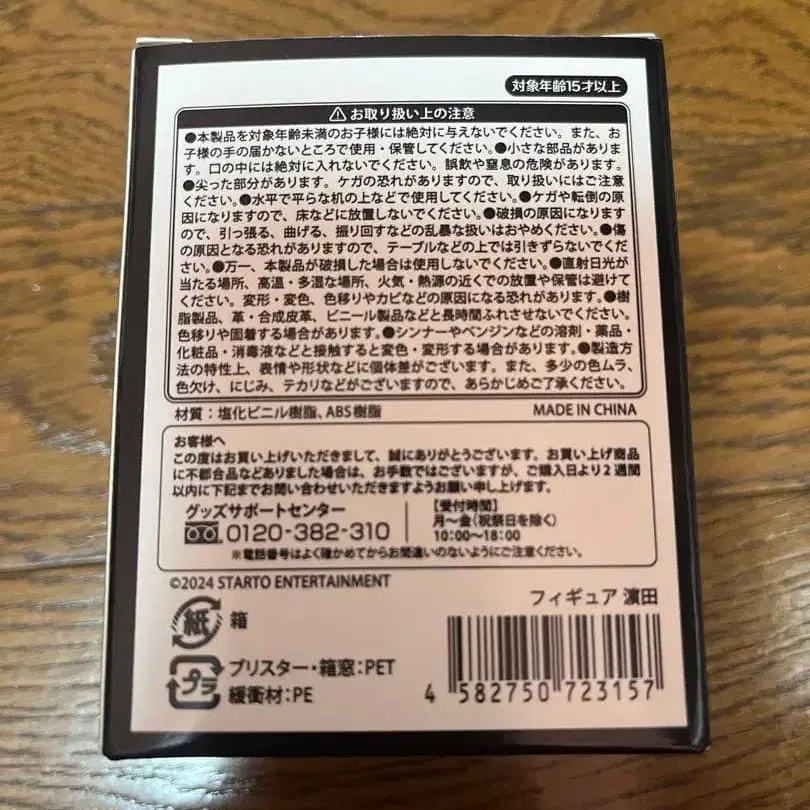 対象年齢15才以上
⚠お取り扱い上の注意
●本製品を対象年齢未満のお子様には絶対に与えないでください。また、お
子様の手の届かないところで使用・保管してください。●小さな部品がありま
す。口の中には絶対に入れないでください。誤飲や窒息の危険があります。
●尖った部分があります。ケガの恐れがありますので、取り扱いにはご注意
ください。●水平で平らな机の上などで使用してください。●ケガや転倒の原
因になりますので、床などに放置しないでください。●破損の原因になります
ので、引っ張る、曲げる、振り回すなどの乱暴な扱いはおやめください。●傷
の原因となる恐れがありますので、テーブルなどの上では引きずらないでくだ
さい。●万一、本製品が破損した場合は使用しないでください。●直射日光が
当たる場所、高温・多湿な場所、火気・熱源の近くでの放置や保管は避けて
ください。変形・変色、色移りやカビなどの原因になる恐れがあります。●樹
脂製品、革・合成皮革、ビニール製品などと長時間ふれさせないでください。
色移りや固着する場合があります。●シンナーやベンジンなどの溶剤・薬品・
化粧品・消毒液などと接触すると変色・変形する場合があります。●製造方
法の特性上、表情や形状などに個体差がございます。また、多少の色ムラ、
色欠け、にじみ、テカリなどがございますので、あらかじめご了承ください。
材質：塩化ビニル樹脂、ABS樹脂 MADE IN CHINA
お客様へ
この度はお買い上げいただきまして、誠にありがとうございます。お買い上げ商品
に不都合品などありました場合は、お手数ではございますが、ご購入日より2週間
以内に下記までお問い合わせいただきますようお願い申し上げます。
グッズサポートセンター
0120-382-310
【受付時間】
月～金（祝祭日を除く）
10:00～18:00
※電話番号はよく確かめてからお間違いのないようにご注意ください。
©2024 STARTO ENTERTAINMENT
フィギュア 濵田
紙 箱
プラ ブリスター・箱窓：PET
緩衝材：PE
4 582750 723157